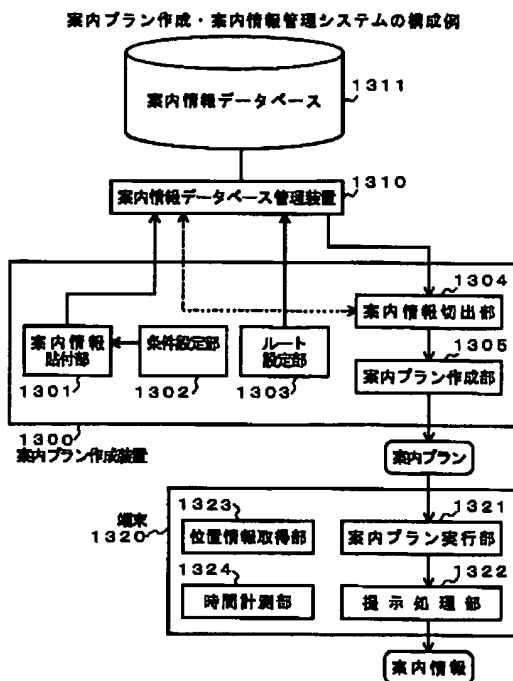 案内プラン作成・案内情報管理システムの構成例
案内情報データベース
1311
1310
案内情報データベース管理装置
1304
案内情報切出部
案内情報
貼付部
条件設定部
ルート
設定部
1305
案内プラン作成部
1301
1302
1303
1300
案内プラン作成装置
案内プラン
端末
1320
1323
位置情報取得部
1321
案内プラン実行部
1324
時間計測部
1322
提示処理部
案内情報